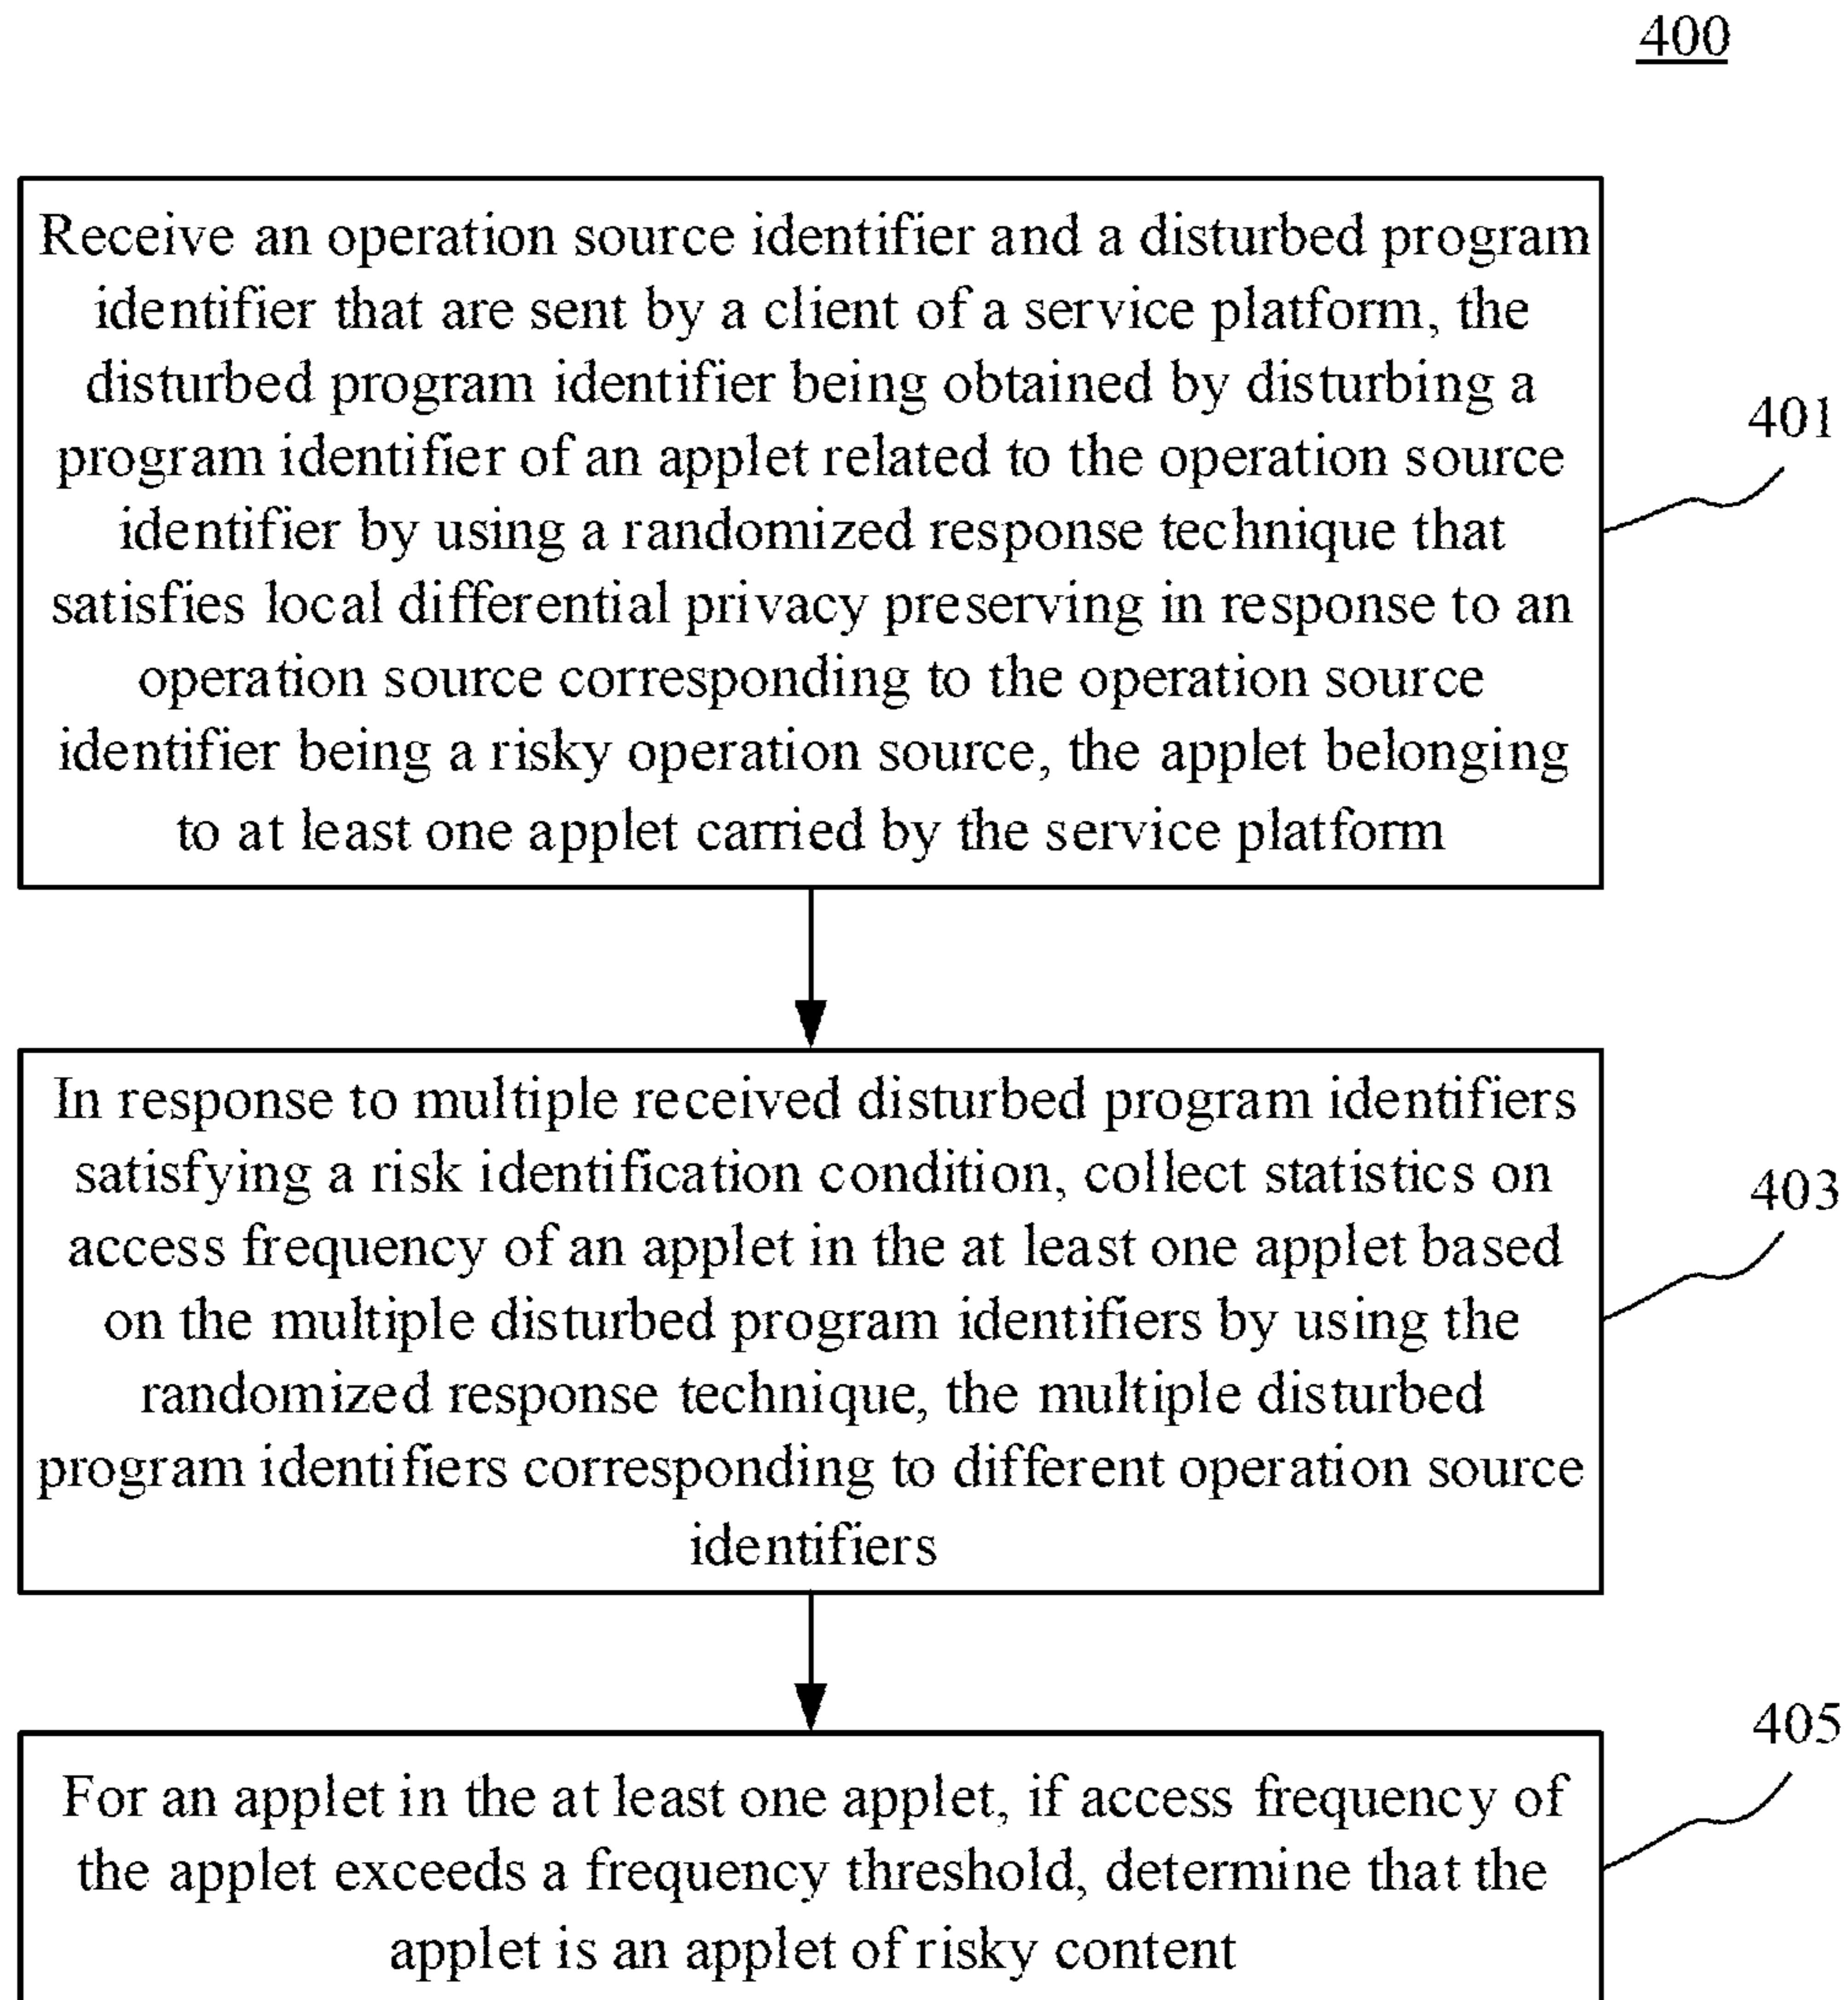 400
Receive an operation source identifier and a disturbed program
identifier that are sent by a client of a service platform, the
disturbed program identifier being obtained by disturbing a
program identifier of an applet related to the operation source
identifier by using a randomized response technique that
satisfies local differential privacy preserving in response to an
operation source corresponding to the operation source
identifier being a risky operation source, the applet belonging
to at least one applet carried by the service platform
401
In response to multiple received disturbed program identifiers
satisfying a risk identification condition, collect statistics on
access frequency of an applet in the at least one applet based
on the multiple disturbed program identifiers by using the
randomized response technique, the multiple disturbed
program identifiers corresponding to different operation source
identifiers
403
For an applet in the at least one applet, if access frequency of
the applet exceeds a frequency threshold, determine that the
applet is an applet of risky content
405